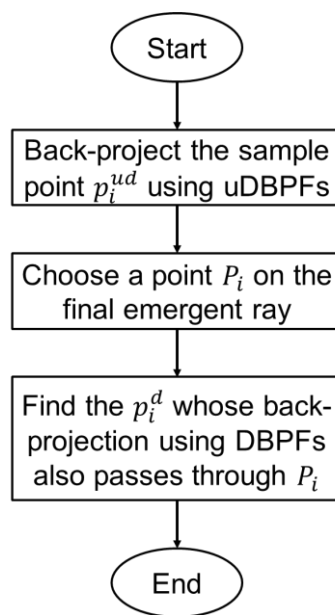 Start
Back-project the sample
point $p_i^{ud}$ using uDBPFs
Choose a point $P_i$ on the
final emergent ray
Find the $p_i^d$ whose back-
projection using DBPFs
also passes through $P_i$
End